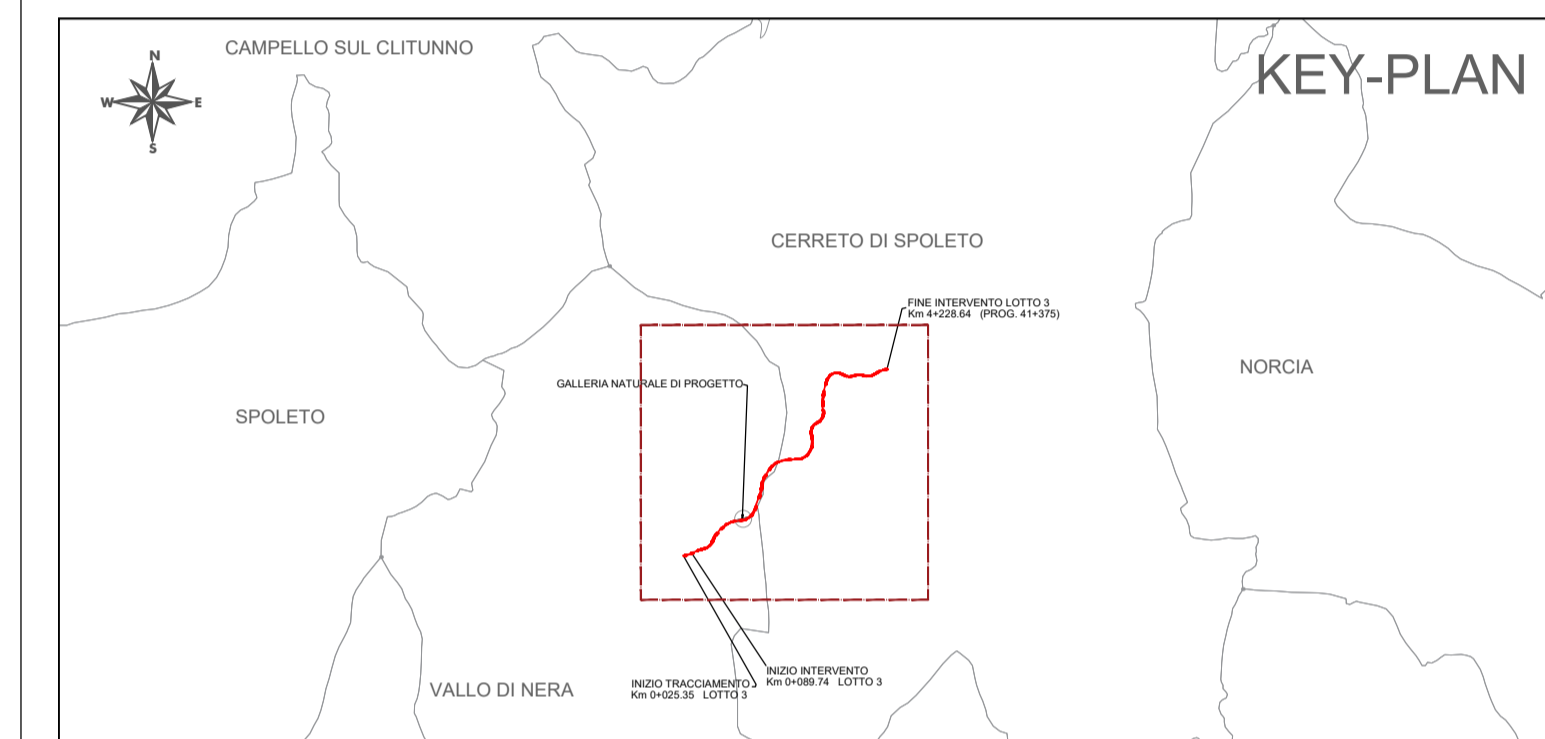 CAMPELLO SUL CLITUNNO
KEY-PLAN
N
W E
S
CERRETO DI SPOLETO
FINE INTERVENTO LOTTO 3
Km 4+228.64 (PROG. 41+375)
NORCIA
GALLERIA NATURALE DI PROGETTO
SPOLETO
INIZIO INTERVENTO
Km 0+089.74 LOTTO 3
INIZIO TRACCIAMENTO
Km 0+025.35 LOTTO 3
VALLO DI NERA